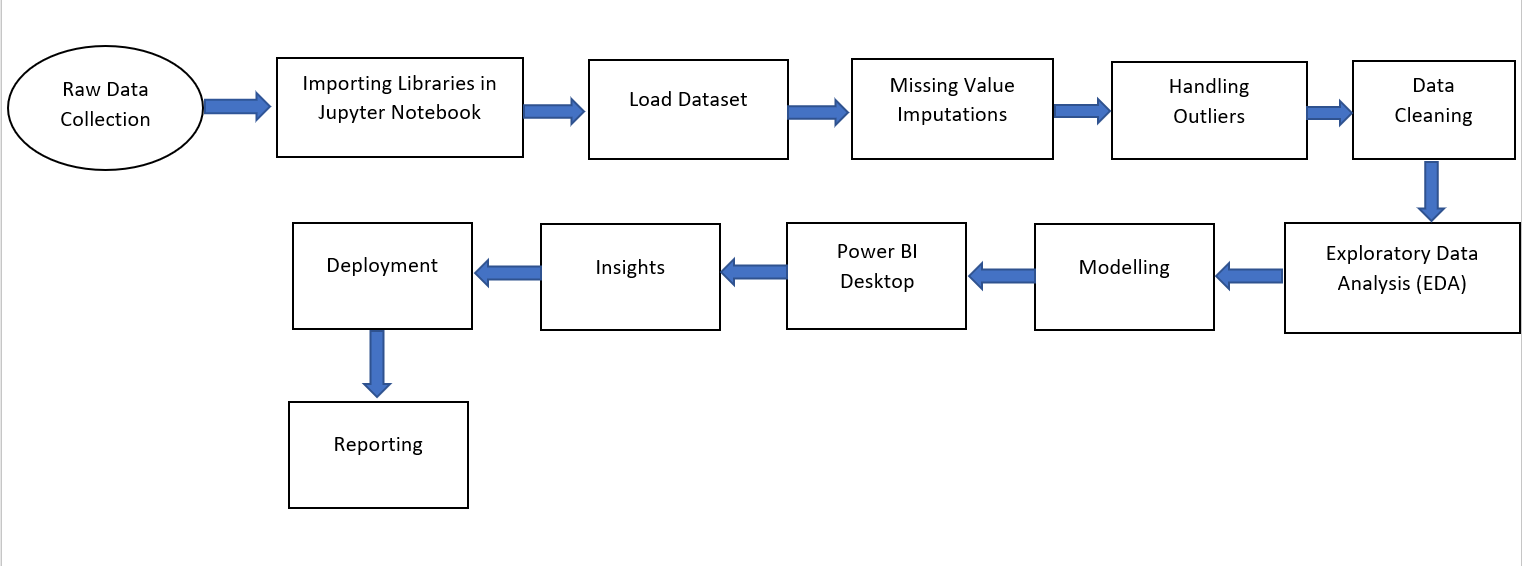 Raw Data
Collection
Importing Libraries in
Jupyter Notebook
Load Dataset
Missing Value
Imputations
Handling
Outliers
Data
Cleaning
Exploratory Data
Analysis (EDA)
Modelling
Power BI
Desktop
Insights
Deployment
Reporting